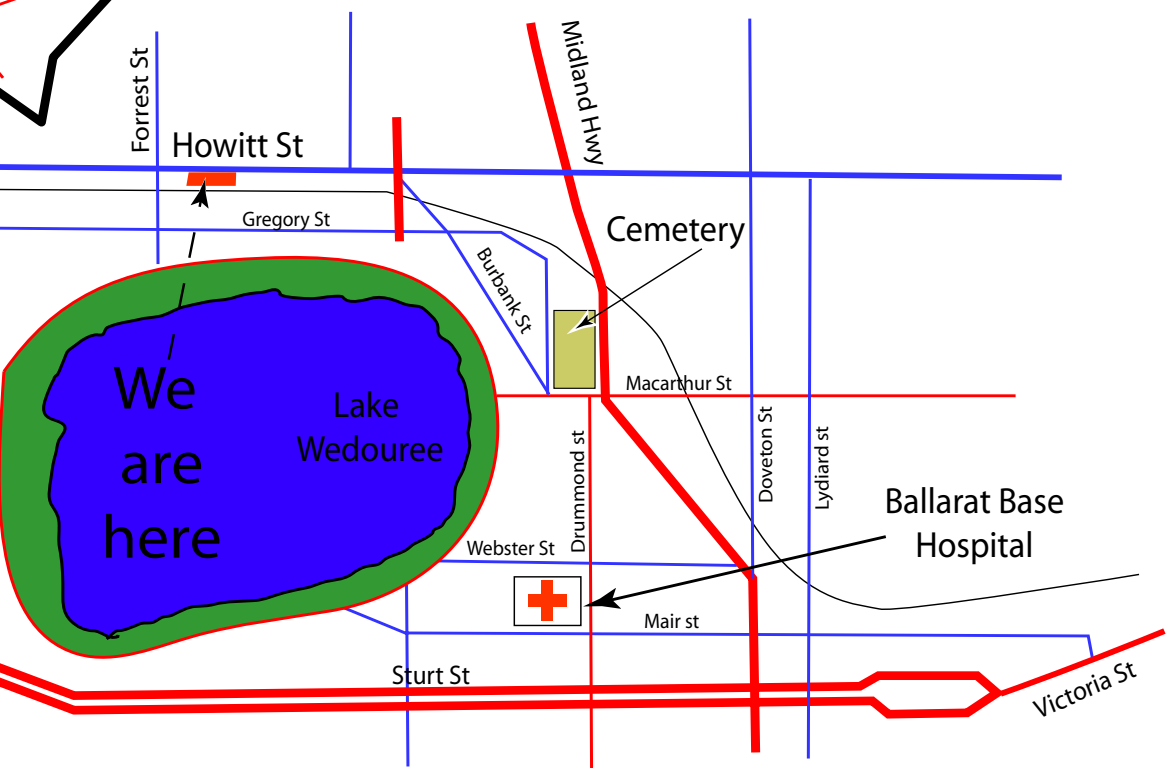 Forrest St
Midland Hwy
Howitt St
Gregory St
Cemetery
Burbank St
We
are
here
Lake
Wedouree
Macarthur St
Drummond st
Doveton St
Lydiard st
Ballarat Base
Hospital
Webster St
Mair st
Sturt St
Victoria St